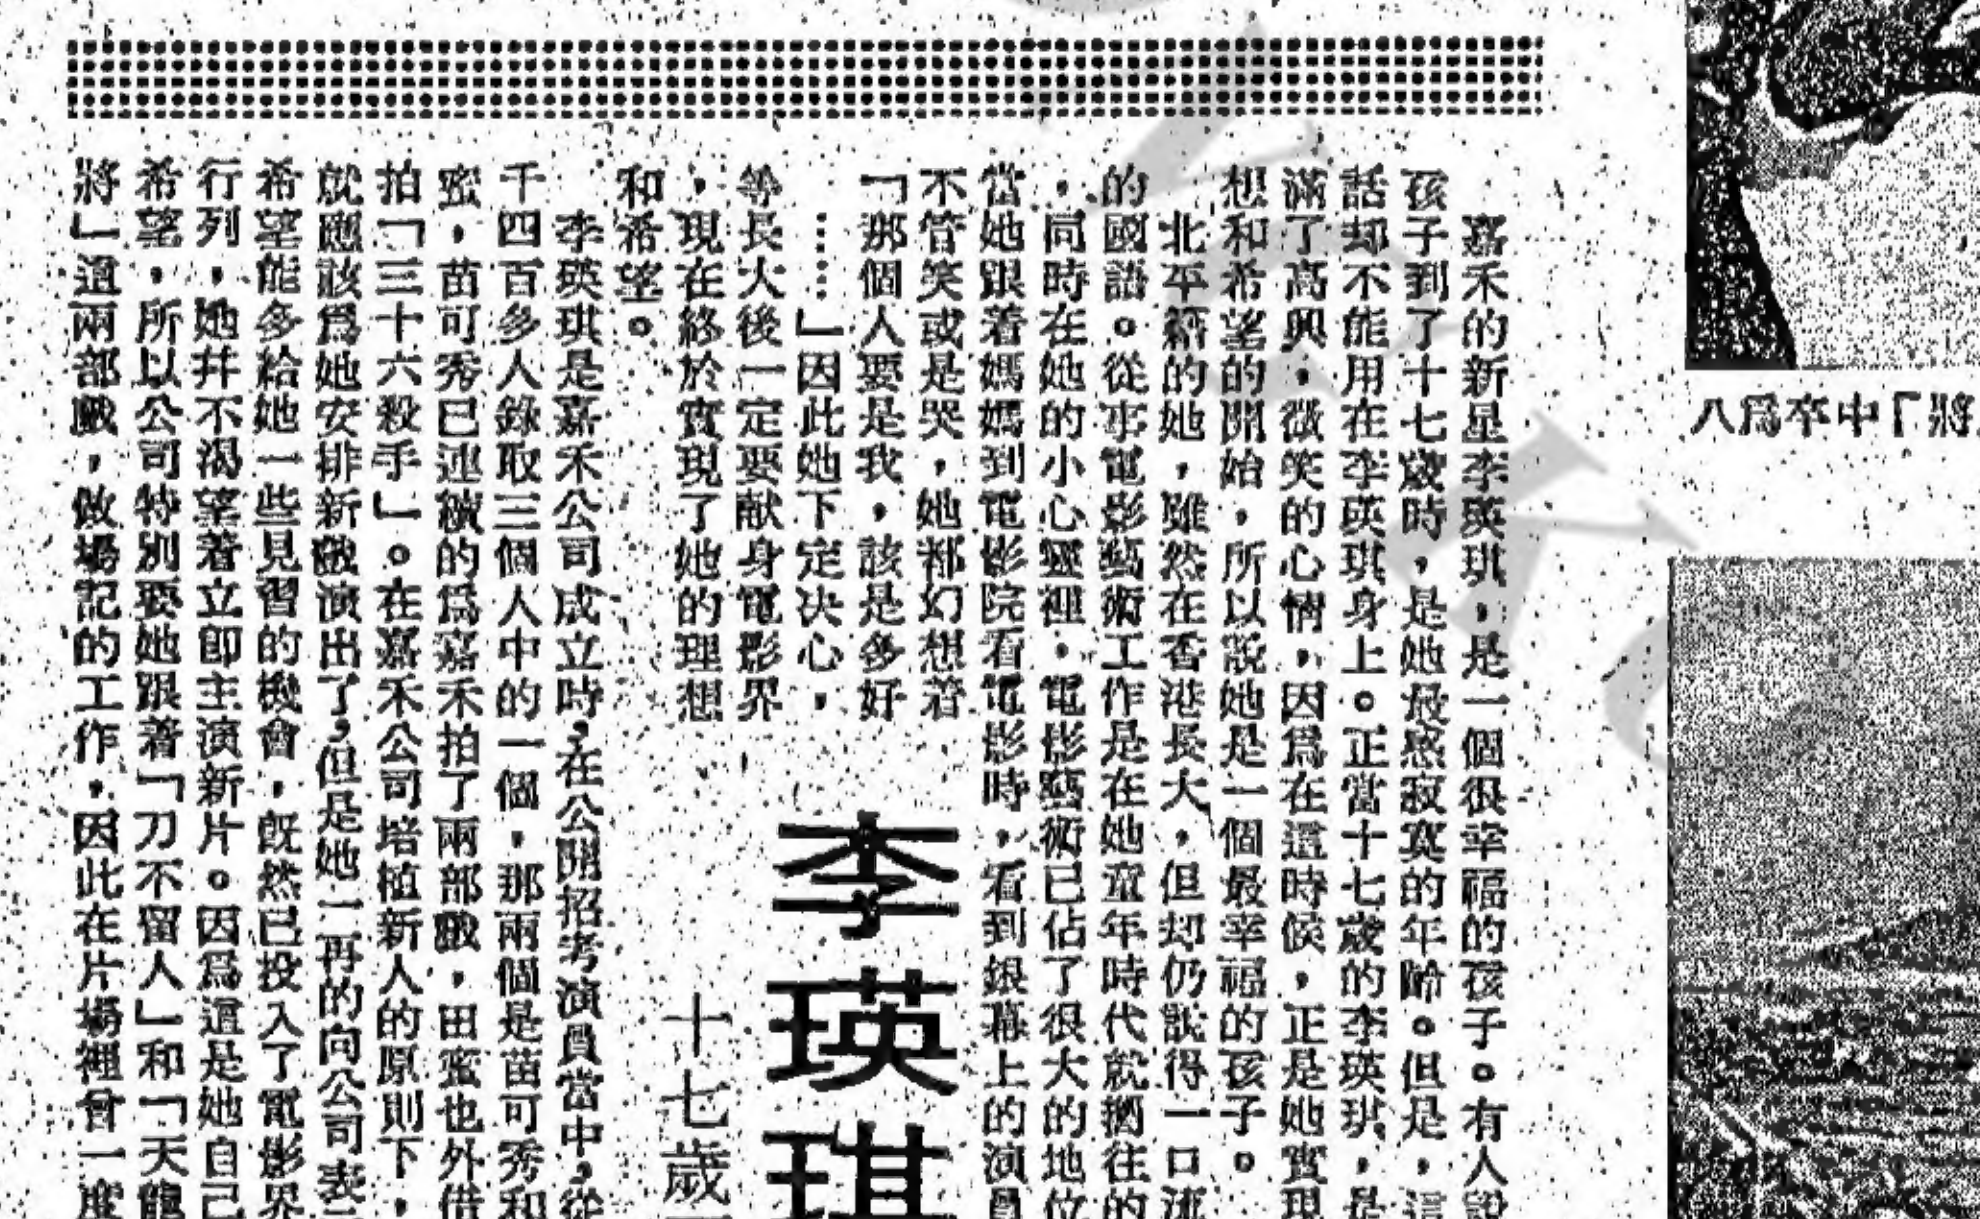 嘉禾的新星李瑛琪，是一個很幸福的孩子。有人說
孩子到了十七歲時，是她最感寂寞的年齡。但是，這
話却不能用在李瑛琪身上。正當十七歲的李瑛琪，是
滿了高興，微笑的心情，因爲在這時候，正是她實現
想和希望的開始，所以說她是一個最幸福的孩子。
北平籍的她，雖然在香港長大，但却仍說得一口流
的國語。從事電影藝術工作是在她童年時代就嚮往的
，同時在她的小心靈裡，電影藝術已佔了很大的地位
當她跟着媽媽到電影院看電影時，看到銀幕上的演員
不管笑或是哭，她都幻想着
「那個人要是我，該是多好
……」因此她下定决心，
等長大後一定要献身電影界
，現在終於實現了她的理想
和希望。
李瑛琪
十七歲
李瑛琪是嘉禾公司成立時，在公開招考演員當中，從
千四百多人錄取三個人中的一個，那兩個是苗可秀和
蜜，苗可秀已連續的爲嘉禾拍了兩部戲，田蜜也外借
拍「三十六殺手」。在嘉禾公司培植新人的原則下，
就應該爲她安排新戲演出了，但是她一再的向公司表
希望能多給她一些見習的機會，旣然已投入了電影界
行列，她幷不渴望着立即主演新片。因爲這是她自己
希望，所以公司特別要她跟着「刀不留人」和「天龍
將」這兩部戲，做場記的工作，因此在片場裡會一度
將「中卒爲八